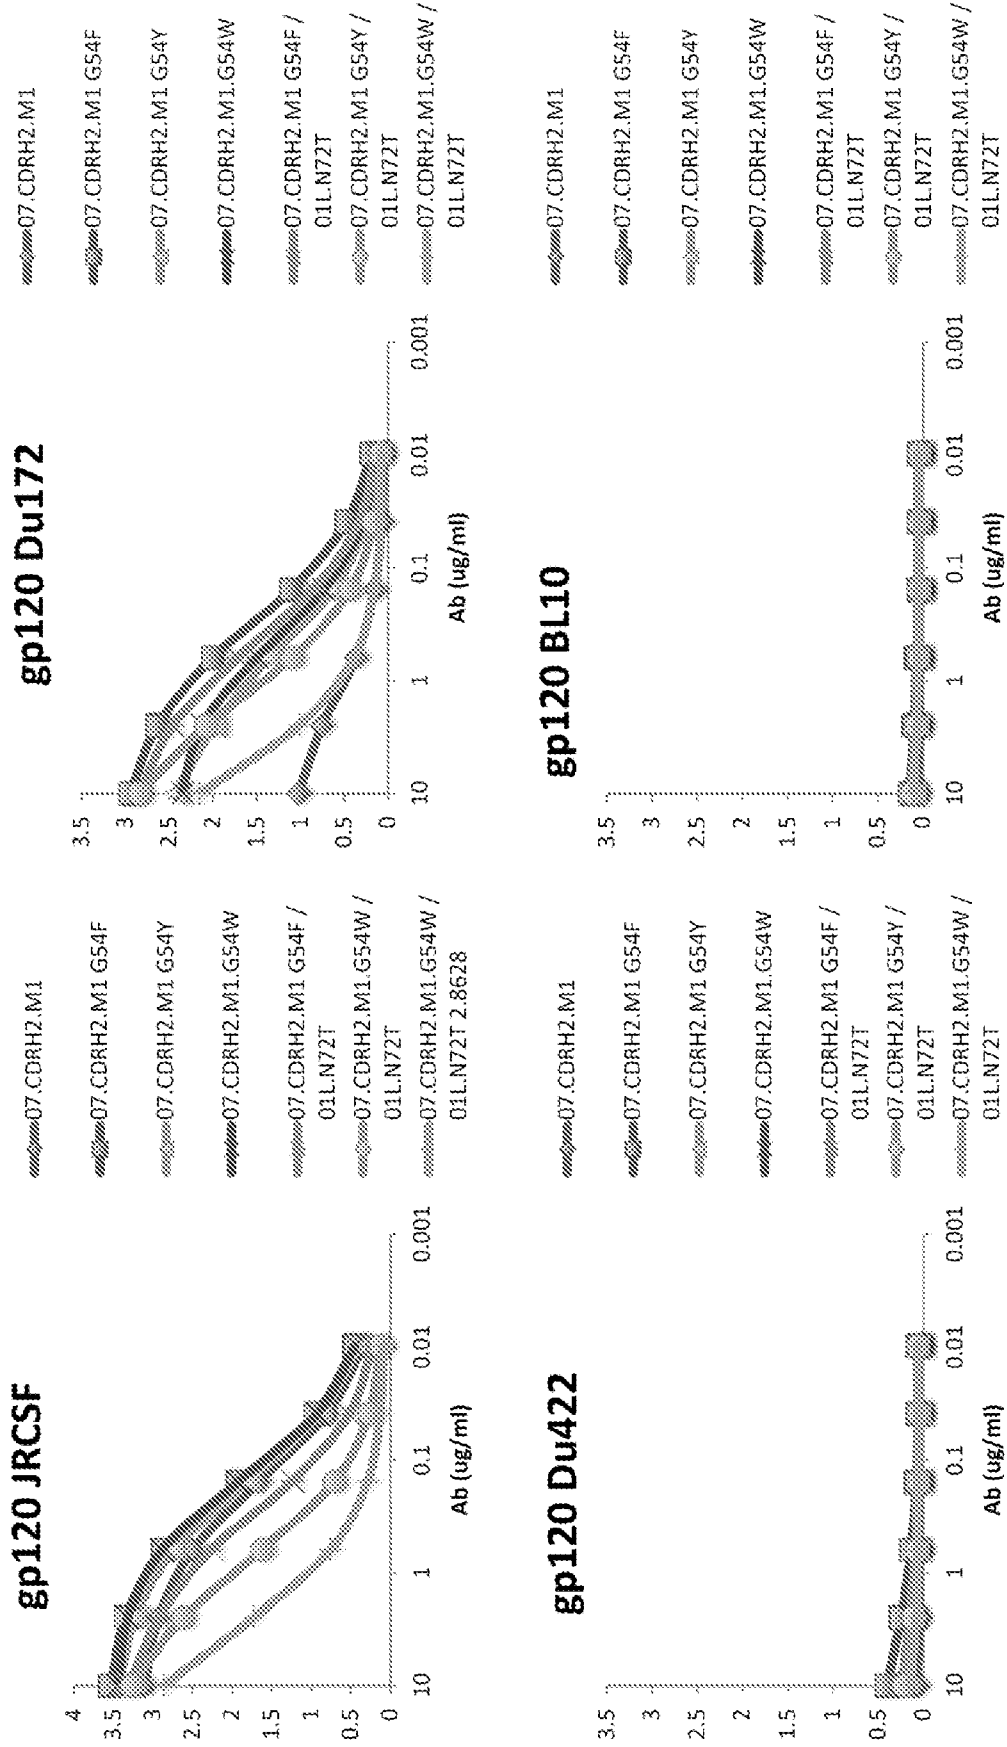 gp120 JRCSF
4
3.5
3
2.5
2
1.5
1
0.5
0
10
1
0.1
0.01
0.001
Ab (ug/ml)
07.CDRH2.M1
07.CDRH2.M1 G54F
07.CDRH2.M1 G54Y
07.CDRH2.M1.G54W
07.CDRH2.M1 G54F /
01L.N72T
07.CDRH2.M1.G54W /
01L.N72T
07.CDRH2.M1.G54W /
01L.N72T 2.8628
gp120 Du172
3.5
3
2.5
2
1.5
1
0.5
0
10
1
0.1
0.01
0.001
Ab (ug/ml)
07.CDRH2.M1
07.CDRH2.M1 G54F
07.CDRH2.M1 G54Y
07.CDRH2.M1.G54W
07.CDRH2.M1 G54F /
01L.N72T
07.CDRH2.M1 G54Y /
01L.N72T
07.CDRH2.M1.G54W /
01L.N72T
gp120 Du422
3.5
3
2.5
2
1.5
1
0.5
0
10
1
0.1
0.01
0.001
Ab (ug/ml)
07.CDRH2.M1
07.CDRH2.M1 G54F
07.CDRH2.M1 G54Y
07.CDRH2.M1.G54W
07.CDRH2.M1 G54F /
01L.N72T
07.CDRH2.M1 G54Y /
01L.N72T
07.CDRH2.M1.G54W /
01L.N72T
gp120 BL10
3.5
3
2.5
2
1.5
1
0.5
0
10
1
0.1
0.01
0.001
Ab (ug/ml)
07.CDRH2.M1
07.CDRH2.M1 G54F
07.CDRH2.M1 G54Y
07.CDRH2.M1.G54W
07.CDRH2.M1 G54F /
01L.N72T
07.CDRH2.M1 G54Y /
01L.N72T
07.CDRH2.M1.G54W /
01L.N72T